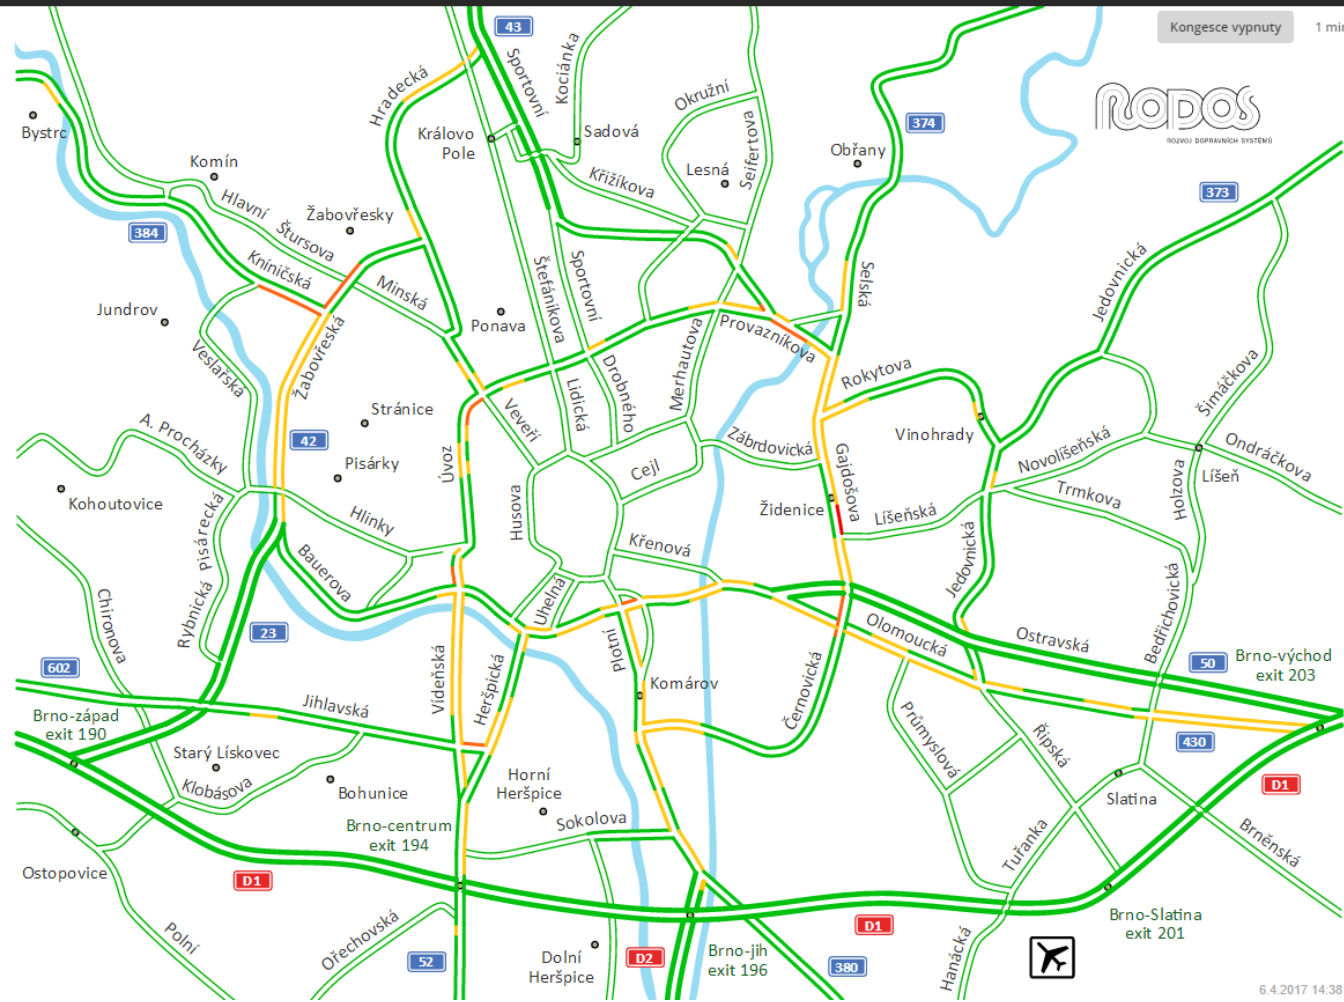 Kongesce vypnuty
1 min
43
Sportovní
Kociánka
Hradecká
Okružní
RODOS
ROZVOJ DOPRAVNÍCH SYSTÉMŮ
Bystrc
Královo
Pole
Sadová
374
Seifertova
Obřany
Komín
Lesná
Křižíkova
373
Hlavní
Žabovřesky
Štursova
384
Kníničská
Minská
Štefánikova
Sportovní
Selská
Jedovnická
Jundrov
Ponava
Provazníkova
Žabovřeská
Veslařská
Merhautova
Drobného
Lidická
Rokytova
Šimáčkova
Stránice
Veveří
A. Procházky
42
Vinohrady
Zábrdovická
Novolíšeňská
Ondráčkova
Pisárky
Úvoz
Cejl
Gajdošova
Líšeň
Kohoutovice
Trmkova
Holzova
Židenice
Líšeňská
Hlinky
Husova
Pisárecká
Křenová
Jedovnická
Bauerova
Chironova
Rybnická
Uhelná
Bedřichovická
23
Olomoucká
Ostravská
Plotní
602
50
Brno-východ
exit 203
Vídeňská
Heršpická
Komárov
Černovická
Jihlavská
Brno-západ
exit 190
Průmyslová
Řípská
430
Starý Lískovec
Klobásova
Bohunice
Horní
Heršpice
Slatina
D1
Brno-centrum
exit 194
Sokolova
Tuřanka
Brněnská
Ostopovice
D1
Polní
Ořechovská
52
Dolní
Heršpice
D2
Brno-jih
exit 196
D1
380
Hanácká
Brno-Slatina
exit 201
6.4.2017 14:38